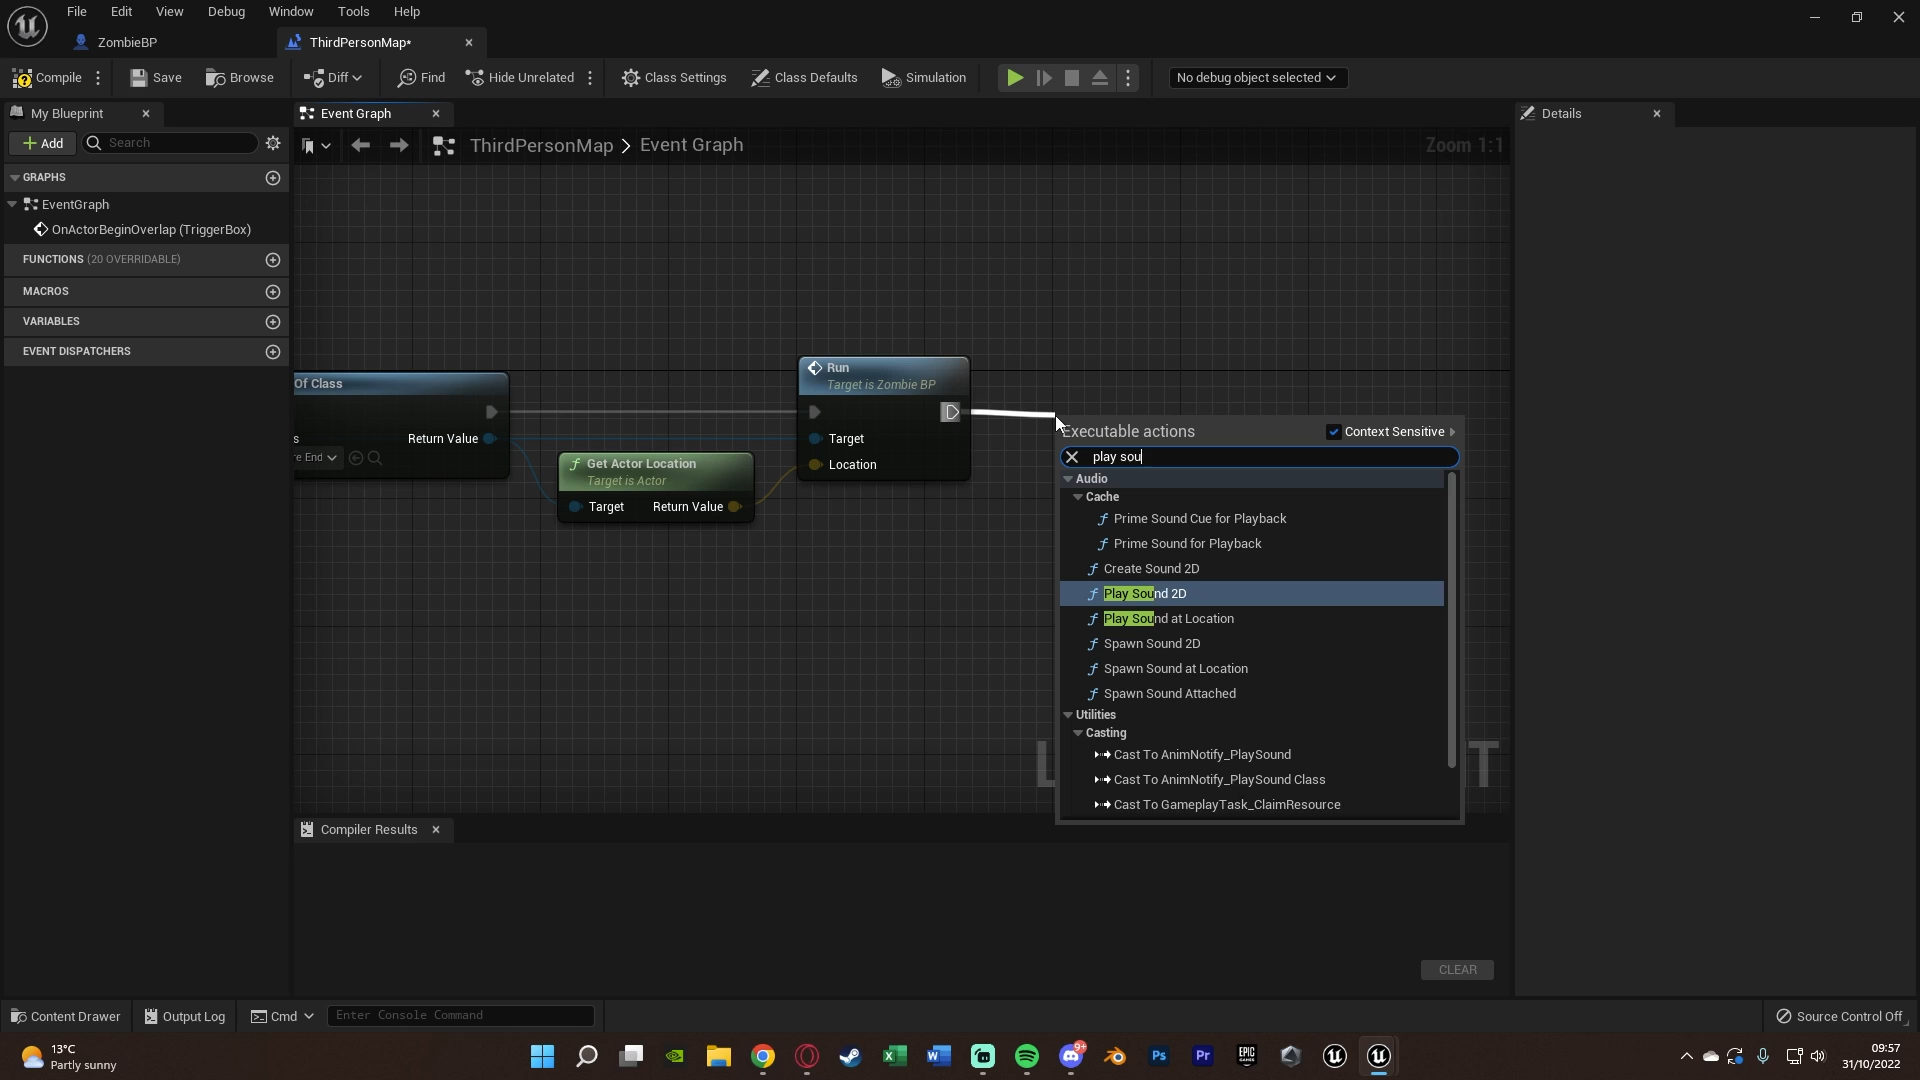 File Edit View Debug Window Tools Help
ZombieBP ThirdPersonMap*
Compile Save Browse Diff Find Hide Unrelated Class Settings Class Defaults Simulation No debug object selected
My Blueprint Event Graph Details
Add Search ThirdPersonMap > Event Graph Zoom 1:1
GRAPHS
EventGraph
OnActorBeginOverlap (TriggerBox)
FUNCTIONS (20 OVERRIDABLE)
MACROS
VARIABLES
EVENT DISPATCHERS
Of Class
Return Value
s
re End
f Get Actor Location
Target is Actor
Target Return Value
Run
Target is Zombie BP
Target
Location
Executable actions Context Sensitive
play sou
Audio
Cache
f Prime Sound Cue for Playback
f Prime Sound for Playback
f Create Sound 2D
f Play Sound 2D
f Play Sound at Location
f Spawn Sound 2D
f Spawn Sound at Location
f Spawn Sound Attached
Utilities
Casting
Cast To AnimNotify_PlaySound
Cast To AnimNotify_PlaySound Class
Cast To GameplayTask_ClaimResource
L T
Compiler Results
CLEAR
Content Drawer Output Log Cmd Enter Console Command Source Control Off
13°C
Partly sunny
9+
Ps Pr
EPIC
GAMES
09:57
31/10/2022